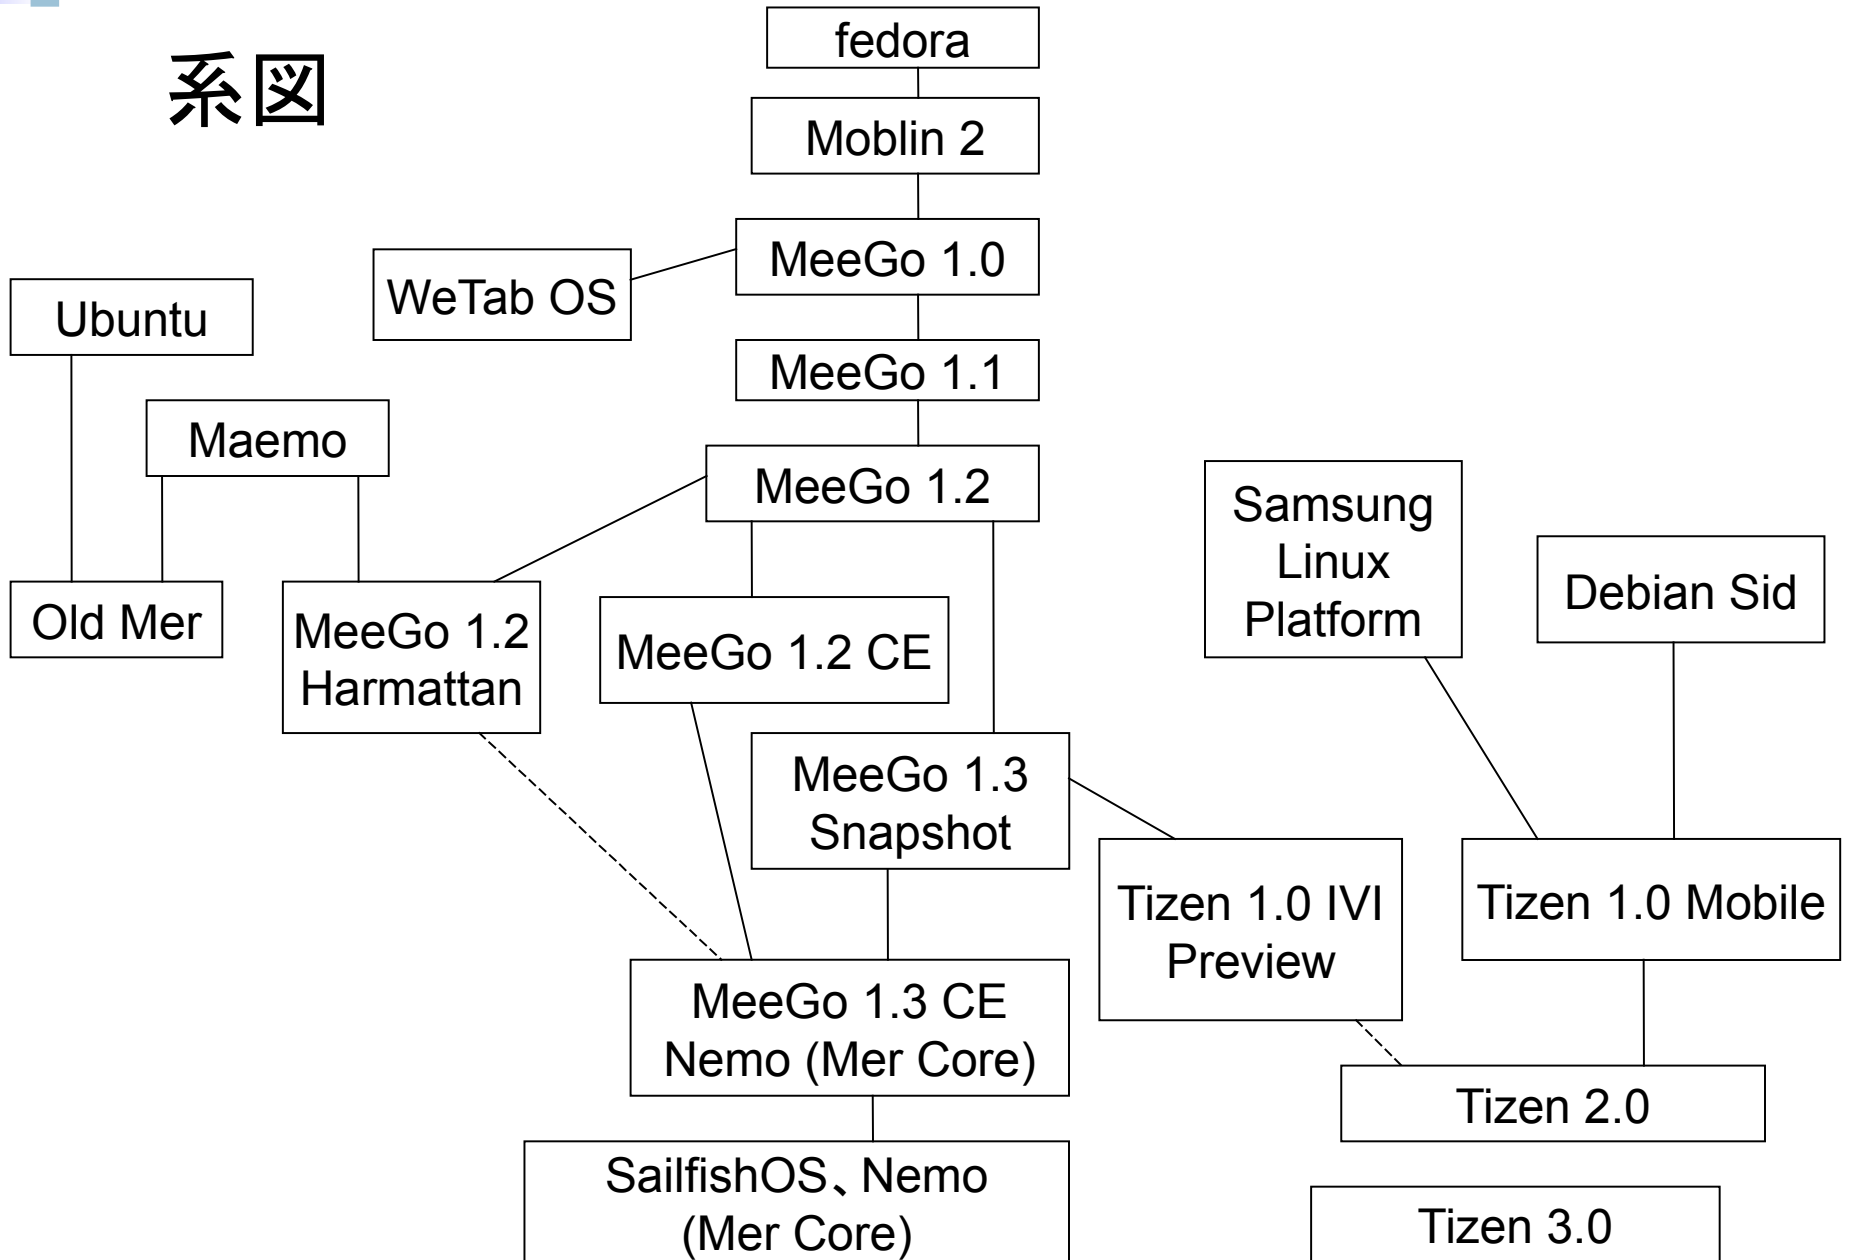 系図
fedora
Moblin 2
MeeGo 1.0
WeTab OS
Ubuntu
MeeGo 1.1
Maemo
MeeGo 1.2
Samsung
Linux
Platform
Debian Sid
Old Mer
MeeGo 1.2
Harmattan
MeeGo 1.2 CE
MeeGo 1.3
Snapshot
Tizen 1.0 IVI
Preview
Tizen 1.0 Mobile
MeeGo 1.3 CE
Nemo (Mer Core)
Tizen 2.0
SailfishOS、Nemo
(Mer Core)
Tizen 3.0